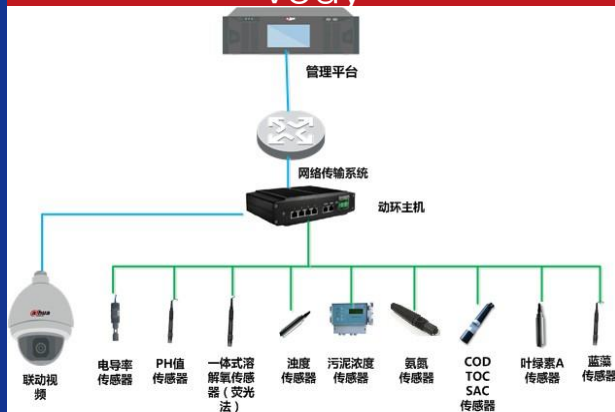 管理平台
网络传输系统
动环主机
alhua
联动视
频
电导率
传感器
PH值
传感器
一体式溶
解氧传感
器（荧光
法）
浊度
传感器
污泥浓度
传感器
氨氮
传感器
COD
TOC
SAC
传感器
叶绿素A
传感器
蓝藻
传感器